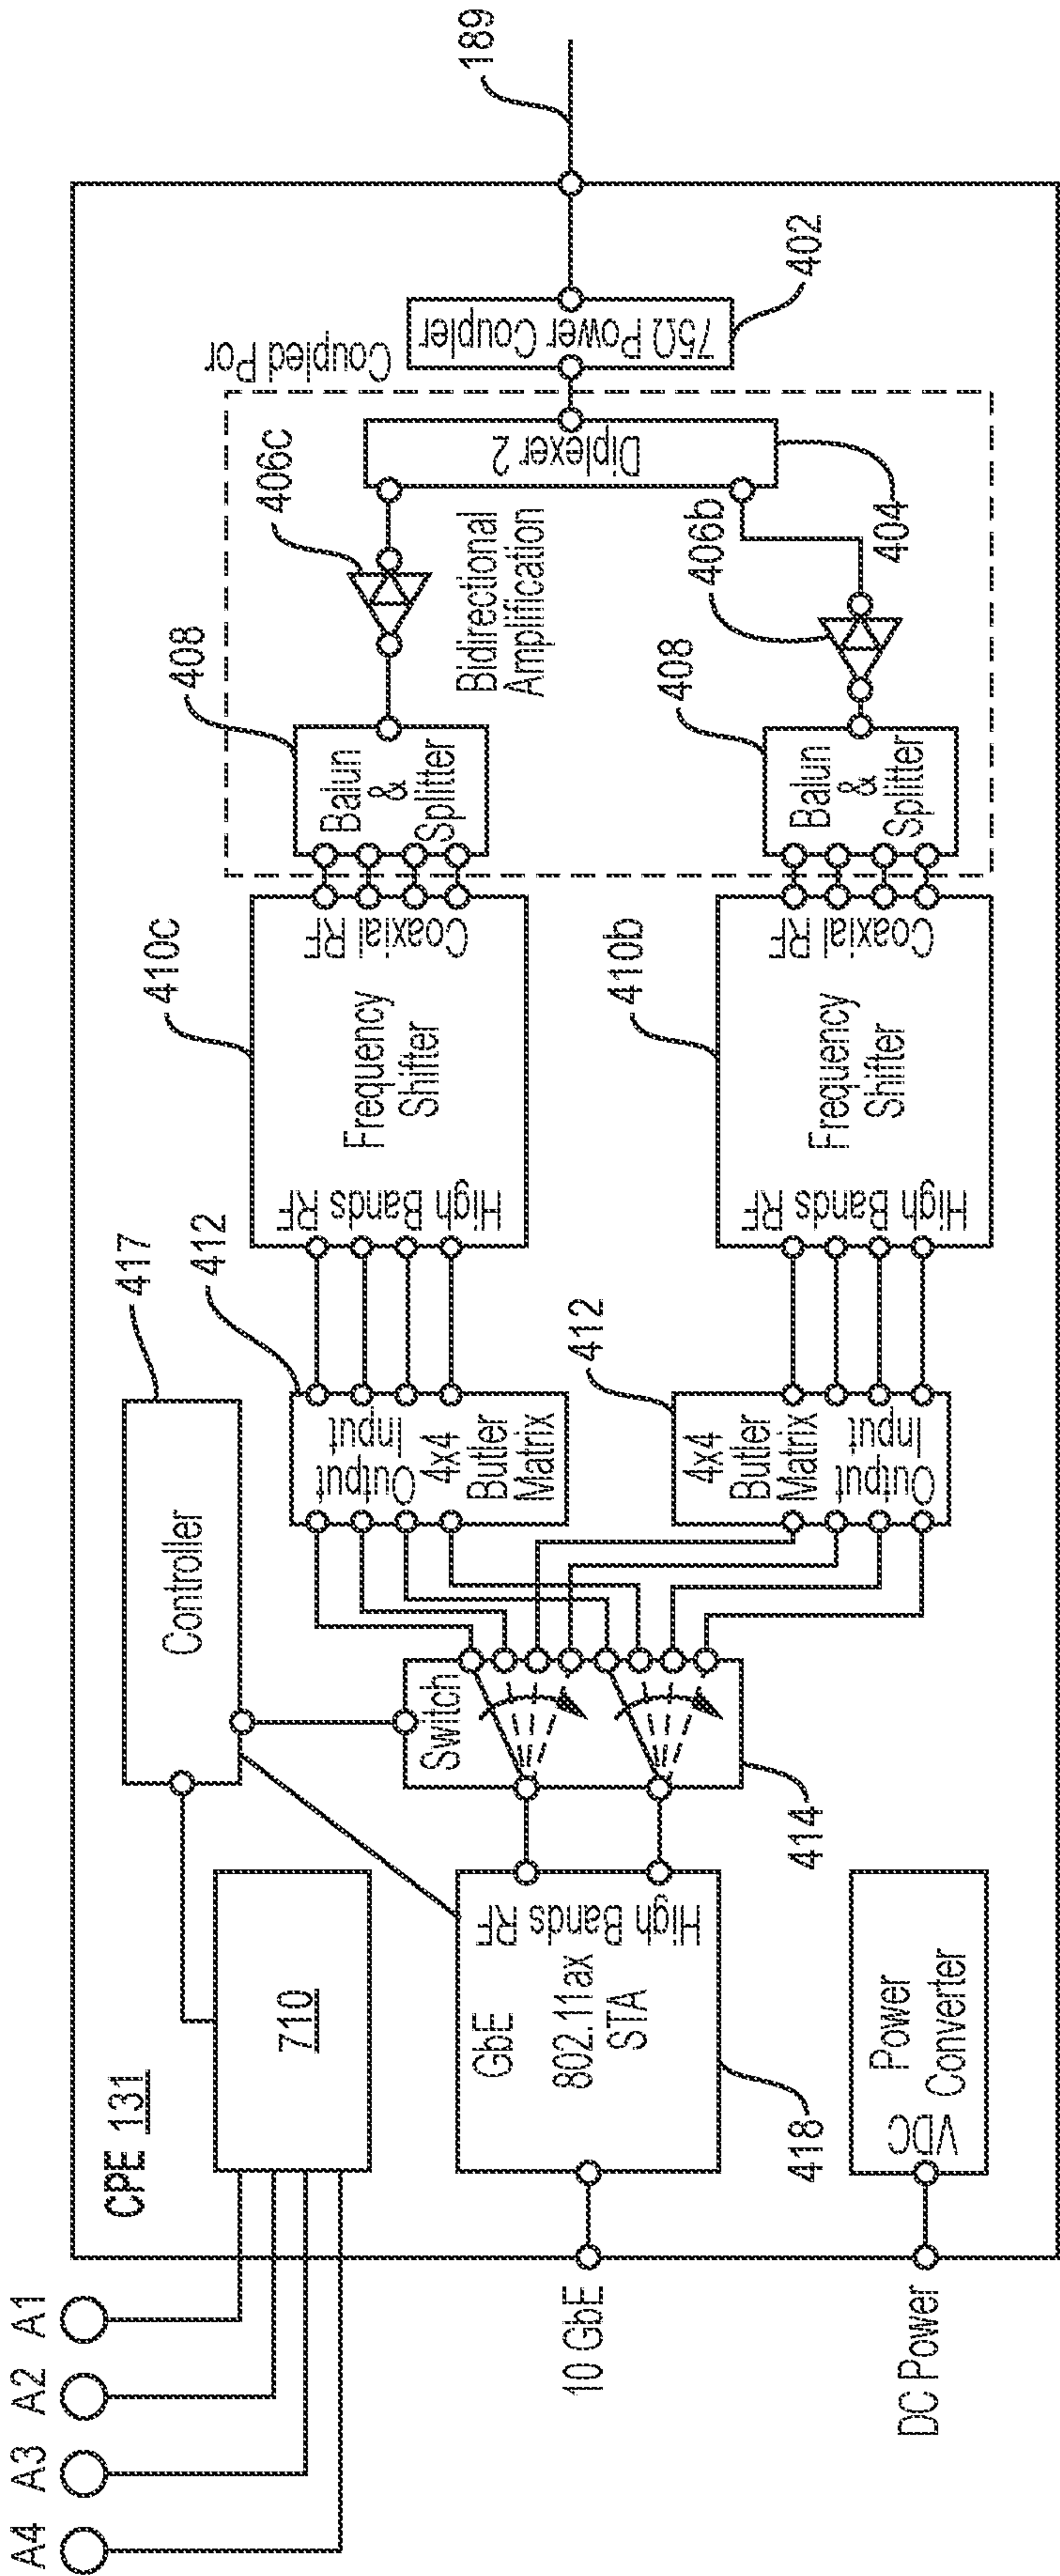 A4
A3
A2
A1
CPE 131
710
417
Controller
10 GbE
GbE
802.11ax
STA
High Bands RF
418
DC Power
VDC
Power
Converter
Switch
414
412
Output
Input
4x4
Butler
Matrix
412
4x4
Butler
Matrix
Output
Input
410c
High Bands RF
Frequency
Shifter
Coaxial RF
410b
High Bands RF
Frequency
Shifter
Coaxial RF
408
Balun
&
Splitter
408
Balun
&
Splitter
406c
Bidirectional
Amplification
406b
Diplexer 2
404
Coupled Por
75Ω Power Coupler
402
189